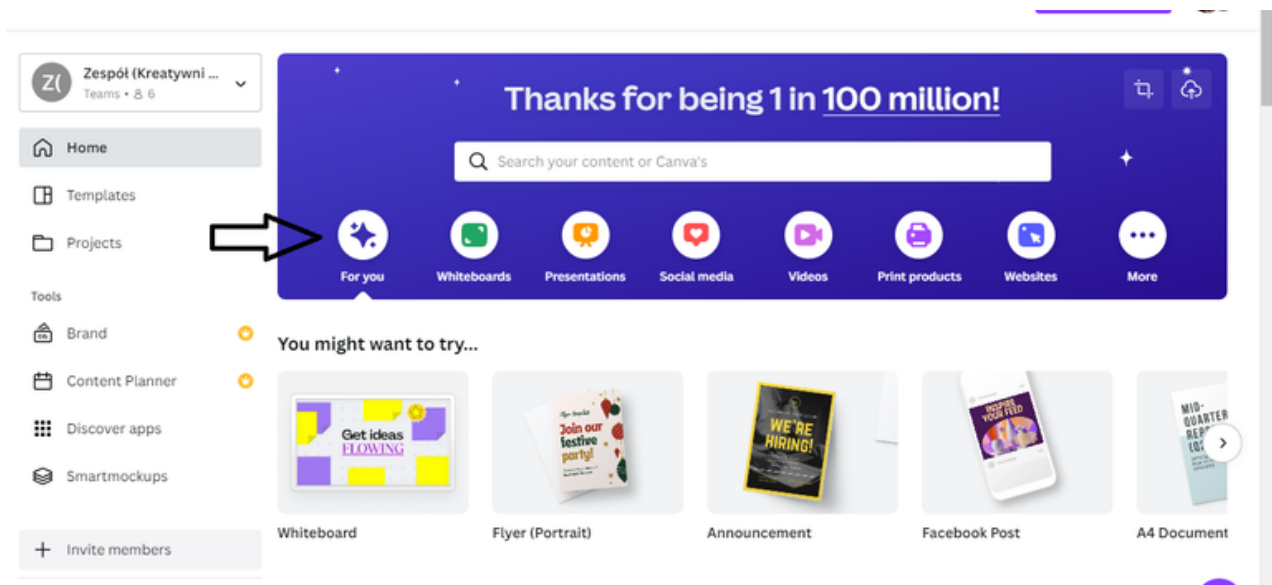 Z(
Zespół (Kreatywni ...
Teams • 6
Home
Templates
Projects
Tools
Brand
Content Planner
Discover apps
Smartmockups
Invite members
Thanks for being 1 in 100 million!
Search your content or Canva's
For you
Whiteboards
Presentations
Social media
Videos
Print products
Websites
More
You might want to try...
Get ideas
FLOWING
Join our
festive
party!
WE'RE
HIRING!
INSPIRE
YOUR FEED
MID-
QUARTER
Whiteboard
Flyer (Portrait)
Announcement
Facebook Post
A4 Document